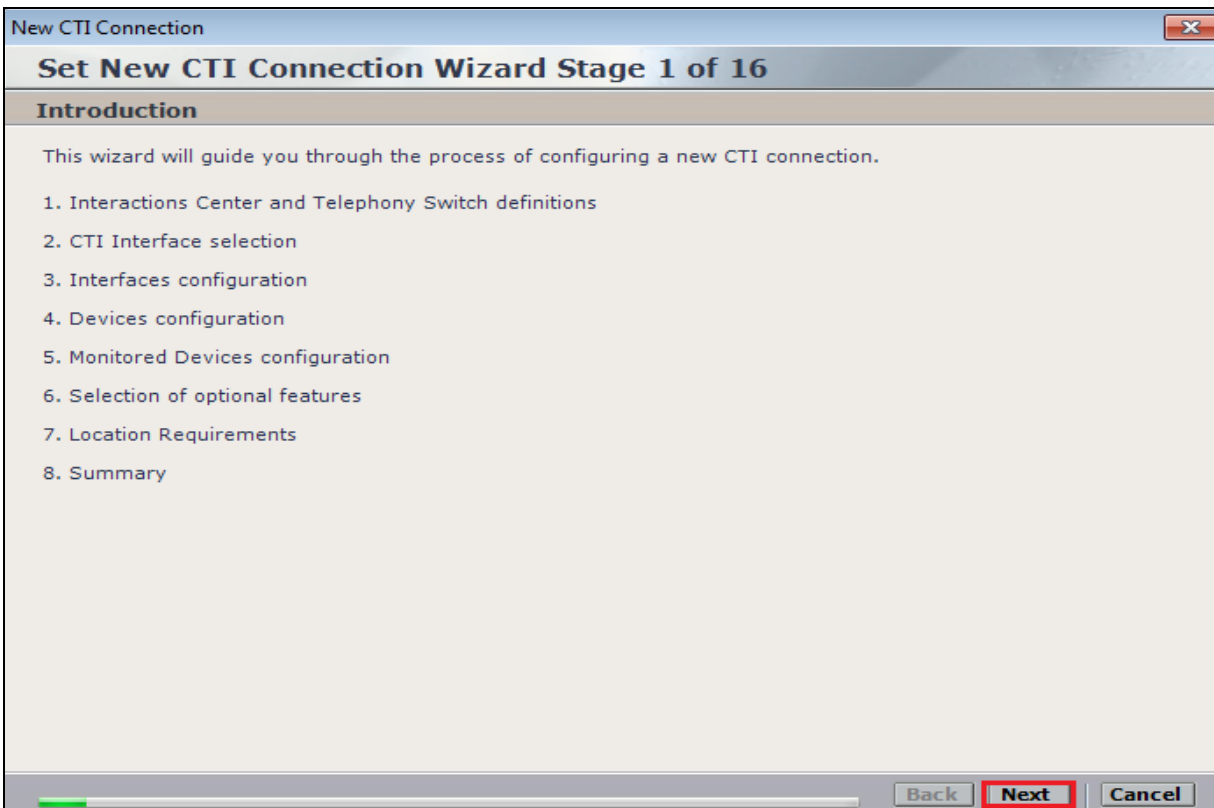 New CTI Connection
Set New CTI Connection Wizard Stage 1 of 16
Introduction
This wizard will guide you through the process of configuring a new CTI connection.
1. Interactions Center and Telephony Switch definitions
2. CTI Interface selection
3. Interfaces configuration
4. Devices configuration
5. Monitored Devices configuration
6. Selection of optional features
7. Location Requirements
8. Summary
Back Next Cancel